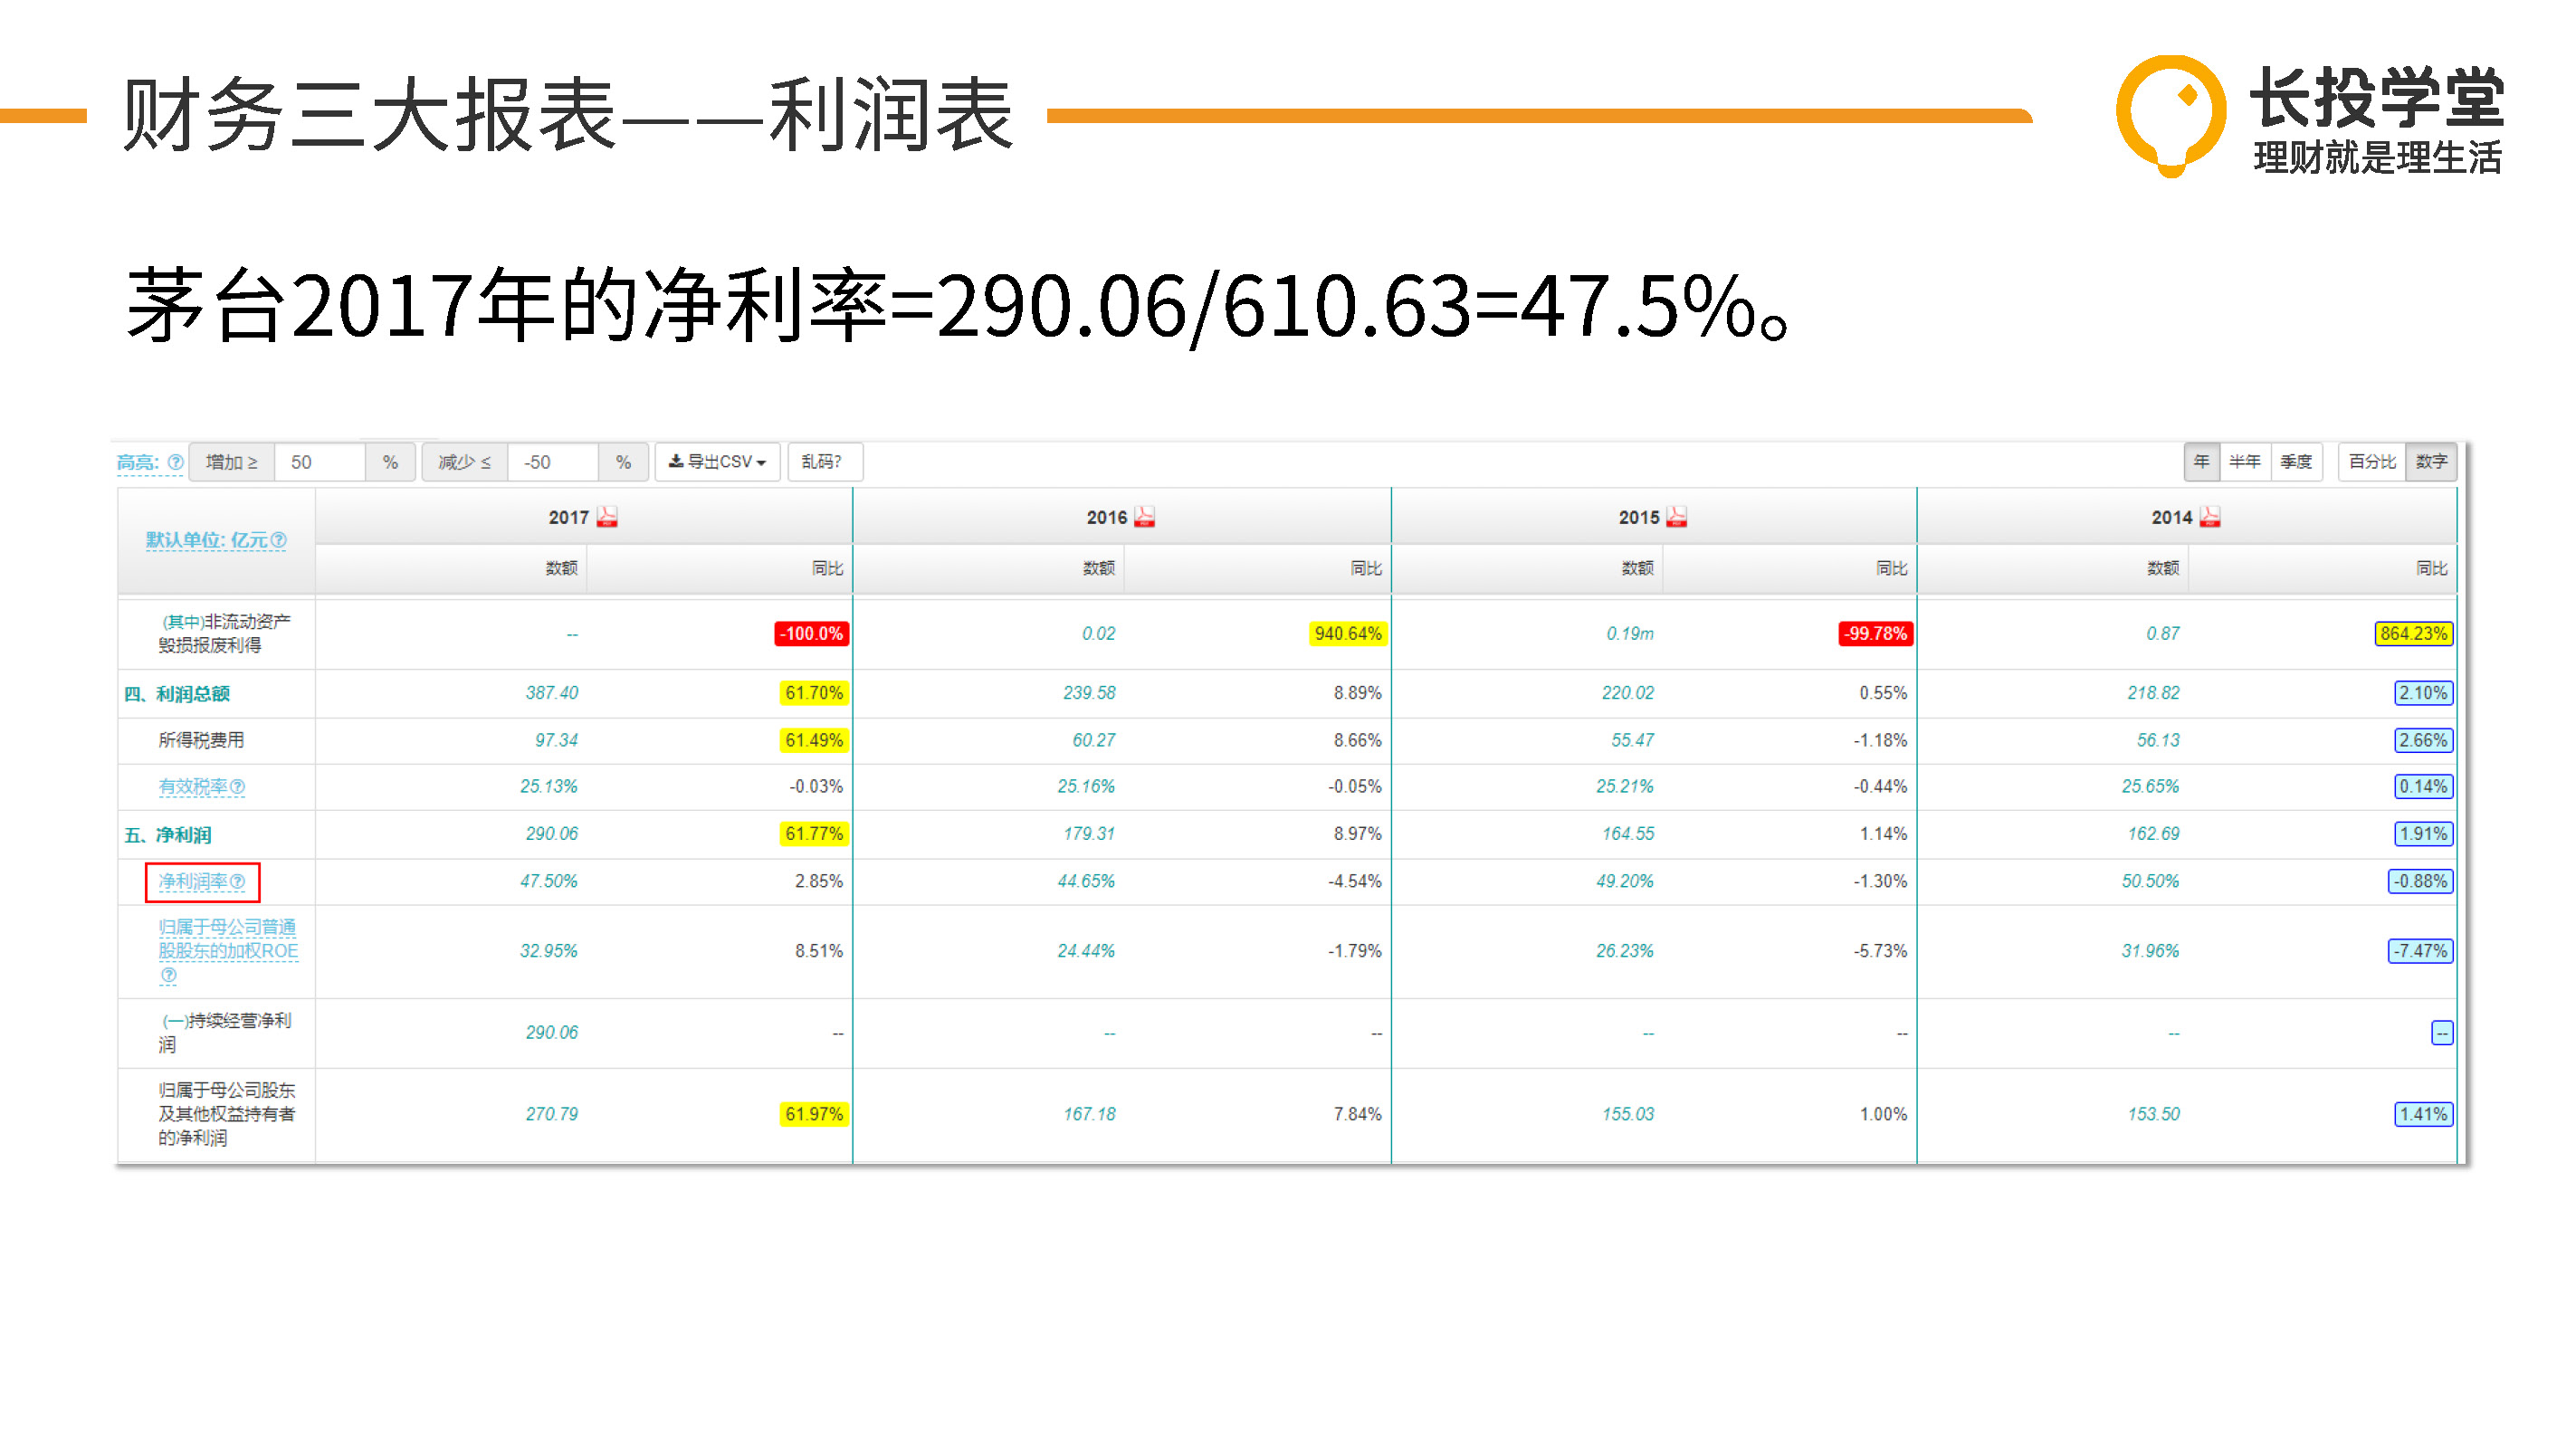 财务三大报表——利润表
长投学堂
理财就是理生活
茅台2017年的净利率=290.06/610.63=47.5%。
高亮: 增加 ≥ 50 % 减少 ≤ -50 % 导出CSV 乱码? 年 半年 季度 百分比 数字
默认单位: 亿元 2017 2016 2015 2014
数额 同比 数额 同比 数额 同比 数额 同比
(其中)非流动资产
毁损报废利得 -- -100.0% 0.02 940.64% 0.19m -99.78% 0.87 864.23%
四、利润总额 387.40 61.70% 239.58 8.89% 220.02 0.55% 218.82 2.10%
所得税费用 97.34 61.49% 60.27 8.66% 55.47 -1.18% 56.13 2.66%
有效税率 25.13% -0.03% 25.16% -0.05% 25.21% -0.44% 25.65% 0.14%
五、净利润 290.06 61.77% 179.31 8.97% 164.55 1.14% 162.69 1.91%
净利润率 47.50% 2.85% 44.65% -4.54% 49.20% -1.30% 50.50% -0.88%
归属于母公司普通
股股东的加权ROE 32.95% 8.51% 24.44% -1.79% 26.23% -5.73% 31.96% -7.47%
(一)持续经营净利
润 290.06 -- -- -- -- -- -- --
归属于母公司股东
及其他权益持有者 270.79 61.97% 167.18 7.84% 155.03 1.00% 153.50 1.41%
的净利润